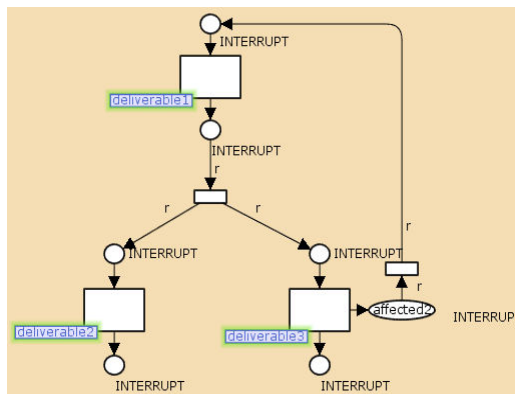 INTERRUPT
deliverable1
INTERRUPT
r
r
r
r
INTERRUPT
INTERRUPT
r
affected2
INTERRUP
deliverable2
deliverable3
INTERRUPT
INTERRUPT